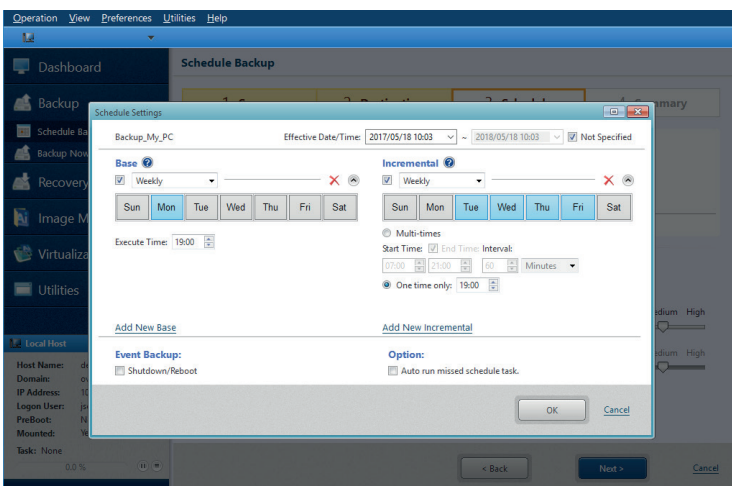 Operation View Preferences Utilities Help
Dashboard
Schedule Backup
Backup
Schedule Settings
Backup_My_PC
Effective Date/Time: 2017/05/18 10:03 ~ 2018/05/18 10:03 Not Specified
Schedule Ba
Backup Now
Base
Incremental
Weekly
Weekly
Recovery
Sun Mon Tue Wed Thu Fri Sat
Sun Mon Tue Wed Thu Fri Sat
Image M
Execute Time: 19:00
Multi-times
Start Time: End Time: Interval:
Virtualiza
07:00 21:00 60 Minutes
One time only: 19:00
Utilities
Add New Base
Add New Incremental
edium High
Local Host
Event Backup:
Option:
edium High
Shutdown/Reboot
Auto run missed schedule task.
Host Name:
Domain:
IP Address:
Logon User:
PreBoot:
Mounted:
OK
Cancel
Task: None
0.0 %
< Back
Next >
Cancel